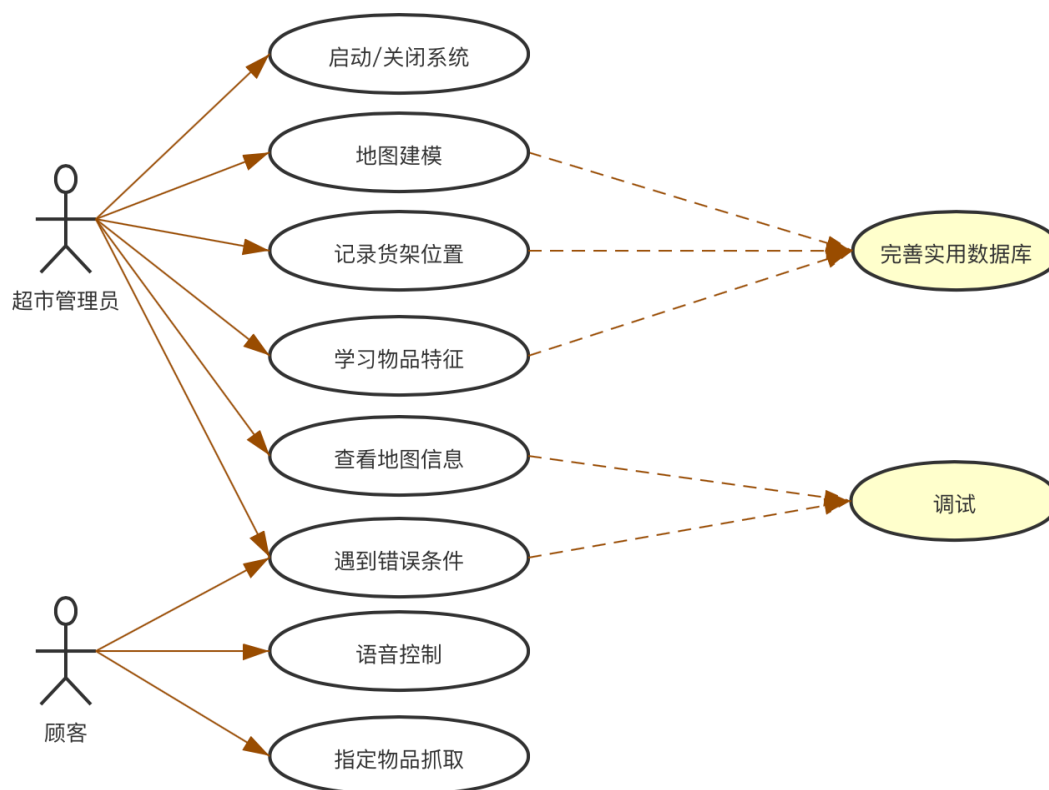 启动/关闭系统
地图建模
记录货架位置
完善实用数据库
超市管理员
学习物品特征
查看地图信息
调试
遇到错误条件
语音控制
顾客
指定物品抓取